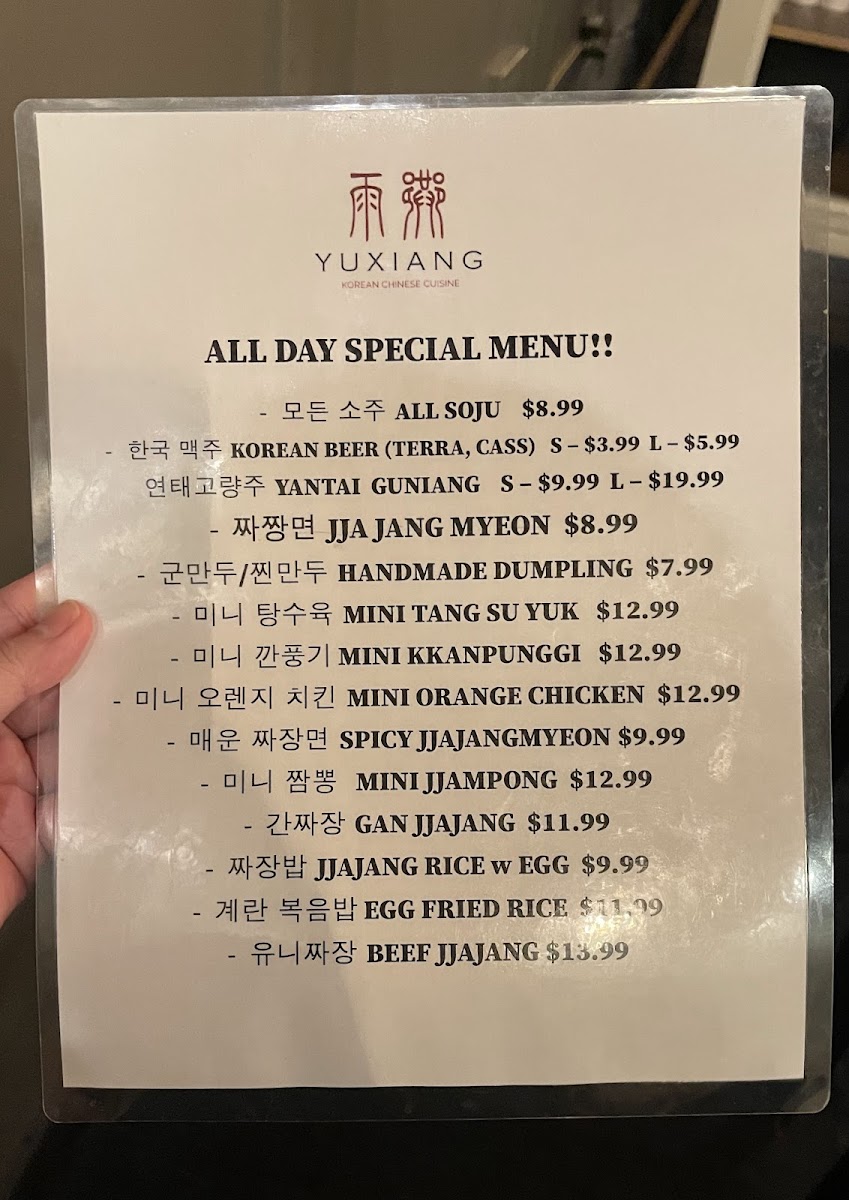 雨
YUXIANG
KOREAN CHINESE CUISINE
ALL DAY SPECIAL MENU!!
- 모든 소주 ALL SOJU $8.99
- 한국 맥주 KOREAN BEER (TERRA, CASS) S – $3.99 L – $5.99
연태고량주 YANTAI GUNIANG S – $9.99 L – $19.99
- 짜짱면 JJA JANG MYEON $8.99
- 군만두/찐만두 HANDMADE DUMPLING $7.99
- 미니 탕수육 MINI TANG SU YUK $12.99
- 미니 깐풍기 MINI KKANPUNGGI $12.99
- 미니 오렌지 치킨 MINI ORANGE CHICKEN $12.99
- 매운 짜장면 SPICY JJAJANGMYEON $9.99
- 미니 짬뽕 MINI JJAMPONG $12.99
- 간짜장 GAN JJAJANG $11.99
- 짜장밥 JJAJANG RICE w EGG $9.99
- 계란 복음밥 EGG FRIED RICE $11.99
- 유니짜장 BEEF JJAJANG $13.99